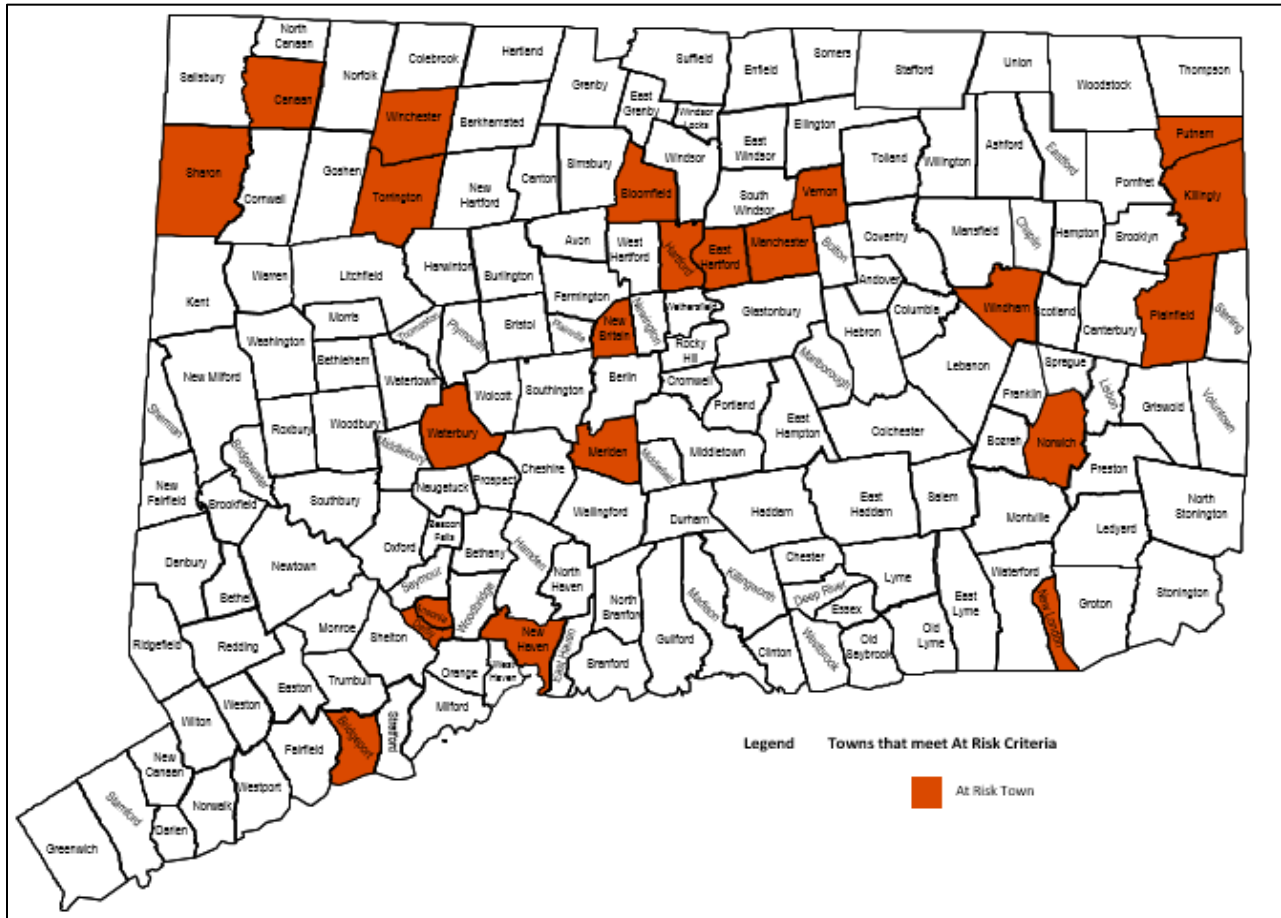 North
Canaan
Salisbury
Canaan
Norfolk
Colebrook
Hartland
Granby
Suffield
East
Granby
Windsor
Locks
Enfield
Somers
Stafford
Union
Woodstock
Thompson
Winchester
Barkhamsted
Windsor
East
Windsor
Ellington
Tolland
Willington
Ashford
Eastford
Putnam
Pomfret
Killingly
Sharon
Cornwall
Goshen
Torrington
New
Hartford
Canton
Simsbury
Bloomfield
South
Windsor
Vernon
Kent
Warren
Litchfield
Harwinton
Burlington
Avon
West
Hartford
Hartford
East
Hartford
Manchester
Bolton
Coventry
Andover
Mansfield
Chaplin
Hampton
Brooklyn
Morris
Thomaston
Plymouth
Bristol
Farmington
Plainville
New
Britain
Newington
Wethersfield
Rocky
Hill
Glastonbury
Hebron
Columbia
Windham
Scotland
Canterbury
Plainfield
Sterling
New Milford
Washington
Bethlehem
Watertown
Wolcott
Southington
Berlin
Cromwell
Portland
Marlborough
Lebanon
Franklin
Sprague
Lisbon
Griswold
Voluntown
Sherman
Bridgewater
Roxbury
Woodbury
Middlebury
Waterbury
Cheshire
Meriden
Middlefield
Middletown
East
Hampton
Colchester
Bozrah
Norwich
Preston
New
Fairfield
Brookfield
Southbury
Naugatuck
Prospect
Wallingford
Durham
Haddam
East
Haddam
Salem
Montville
Ledyard
North
Stonington
Danbury
Bethel
Newtown
Oxford
Beacon
Falls
Bethany
Hamden
North
Haven
Seymour
Woodbridge
Ansonia
Derby
Killingworth
Chester
Deep River
Essex
Lyme
East
Lyme
Waterford
New London
Groton
Stonington
Ridgefield
Redding
Monroe
Shelton
New
Haven
East Haven
North
Branford
Branford
Guilford
Madison
Clinton
Westbrook
Old
Saybrook
Old
Lyme
Easton
Trumbull
Orange
West
Haven
Milford
Stratford
Wilton
Weston
Fairfield
Bridgeport
New
Canaan
Norwalk
Westport
Darien
Stamford
Greenwich
Legend Towns that meet At Risk Criteria
At Risk Town